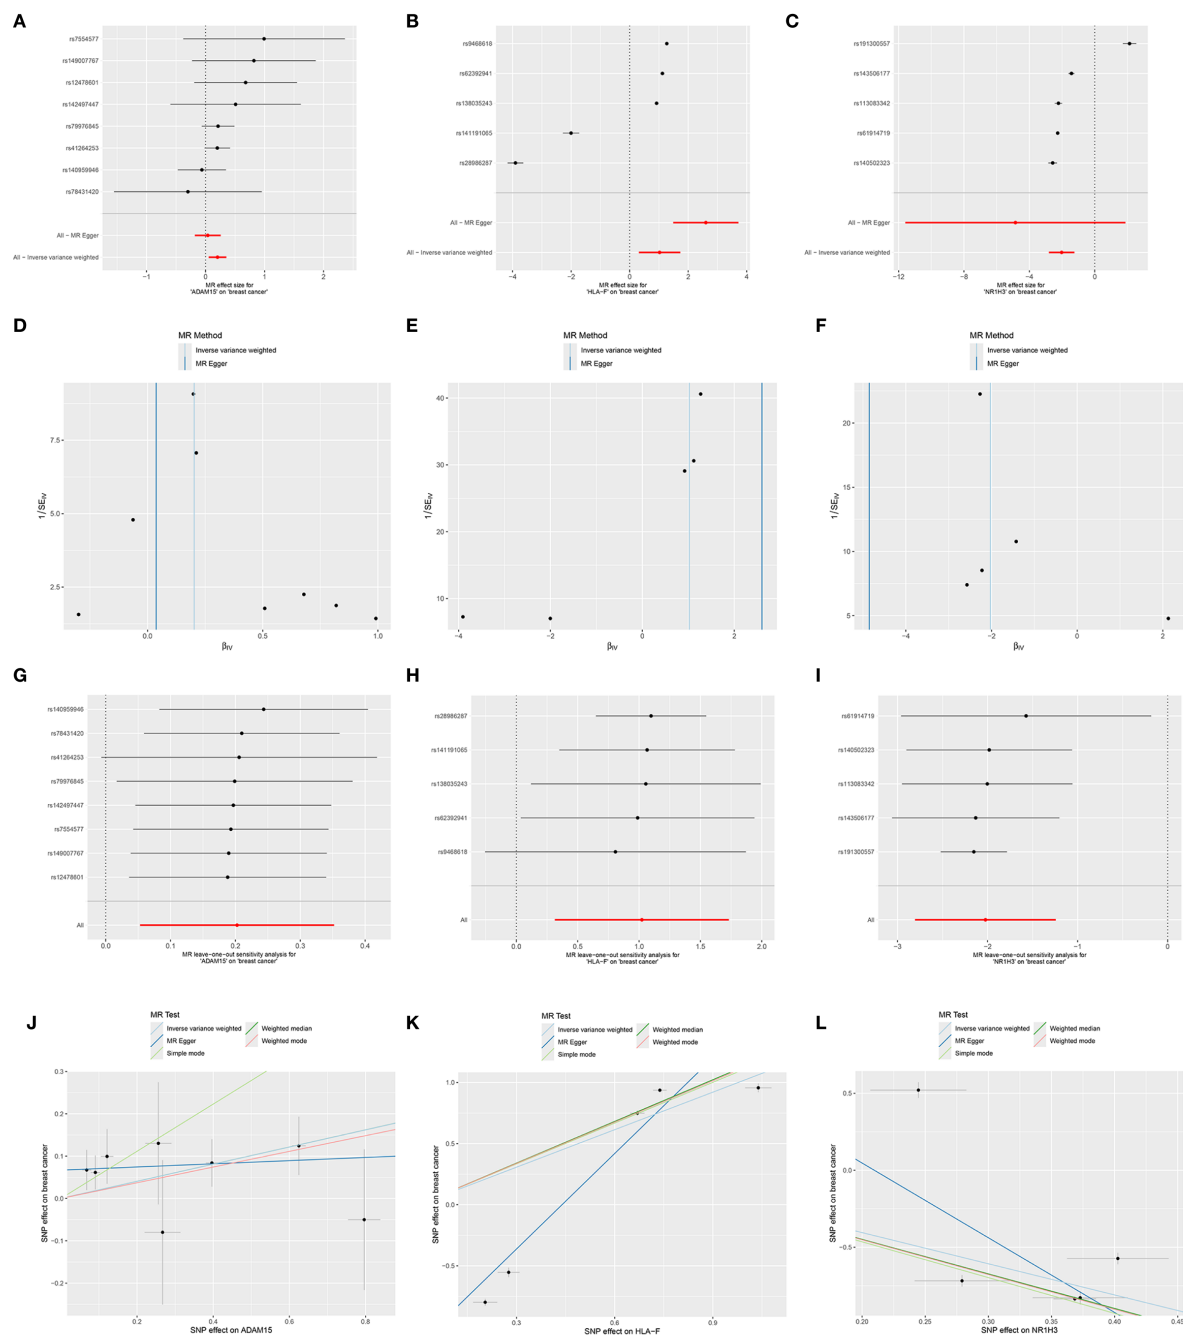 A
rs7554577
rs149007767
rs12478601
rs142497447
rs79976845
rs41264253
rs140959946
rs78431420
All − MR Egger
All − Inverse variance weighted
−1
0
1
2
MR effect size for
'ADAM15' on 'breast cancer'
B
rs9468618
rs62392941
rs138035243
rs141191065
rs28986287
All − MR Egger
All − Inverse variance weighted
−4
−2
0
2
4
MR effect size for
'HLA−F' on 'breast cancer'
C
rs191300557
rs143506177
rs113083342
rs61914719
rs140502323
All − MR Egger
All − Inverse variance weighted
−12
−8
−4
0
MR effect size for
'NR1H3' on 'breast cancer'
D
MR Method
Inverse variance weighted
MR Egger
7.5
5.0
2.5
1/SEIV
0.0
0.5
1.0
βIV
E
MR Method
Inverse variance weighted
MR Egger
40
30
20
10
1/SEIV
−4
−2
0
2
βIV
F
MR Method
Inverse variance weighted
MR Egger
20
15
10
5
1/SEIV
−4
−2
0
2
βIV
G
rs140959946
rs78431420
rs41264253
rs79976845
rs142497447
rs7554577
rs149007767
rs12478601
All
0.0
0.1
0.2
0.3
0.4
MR leave−one−out sensitivity analysis for
'ADAM15' on 'breast cancer'
H
rs28986287
rs141191065
rs138035243
rs62392941
rs9468618
All
0.0
0.5
1.0
1.5
2.0
MR leave−one−out sensitivity analysis for
'HLA−F' on 'breast cancer'
I
rs61914719
rs140502323
rs113083342
rs143506177
rs191300557
All
−3
−2
−1
0
MR leave−one−out sensitivity analysis for
'NR1H3' on 'breast cancer'
J
MR Test
Inverse variance weighted
MR Egger
Simple mode
Weighted median
Weighted mode
0.3
0.2
0.1
0.0
−0.1
−0.2
SNP effect on breast cancer
0.2
0.4
0.6
0.8
SNP effect on ADAM15
K
MR Test
Inverse variance weighted
MR Egger
Simple mode
Weighted median
Weighted mode
1.0
0.5
0.0
−0.5
SNP effect on breast cancer
0.3
0.6
0.9
SNP effect on HLA−F
L
MR Test
Inverse variance weighted
MR Egger
Simple mode
Weighted median
Weighted mode
0.5
0.0
−0.5
SNP effect on breast cancer
0.20
0.25
0.30
0.35
0.40
0.45
SNP effect on NR1H3